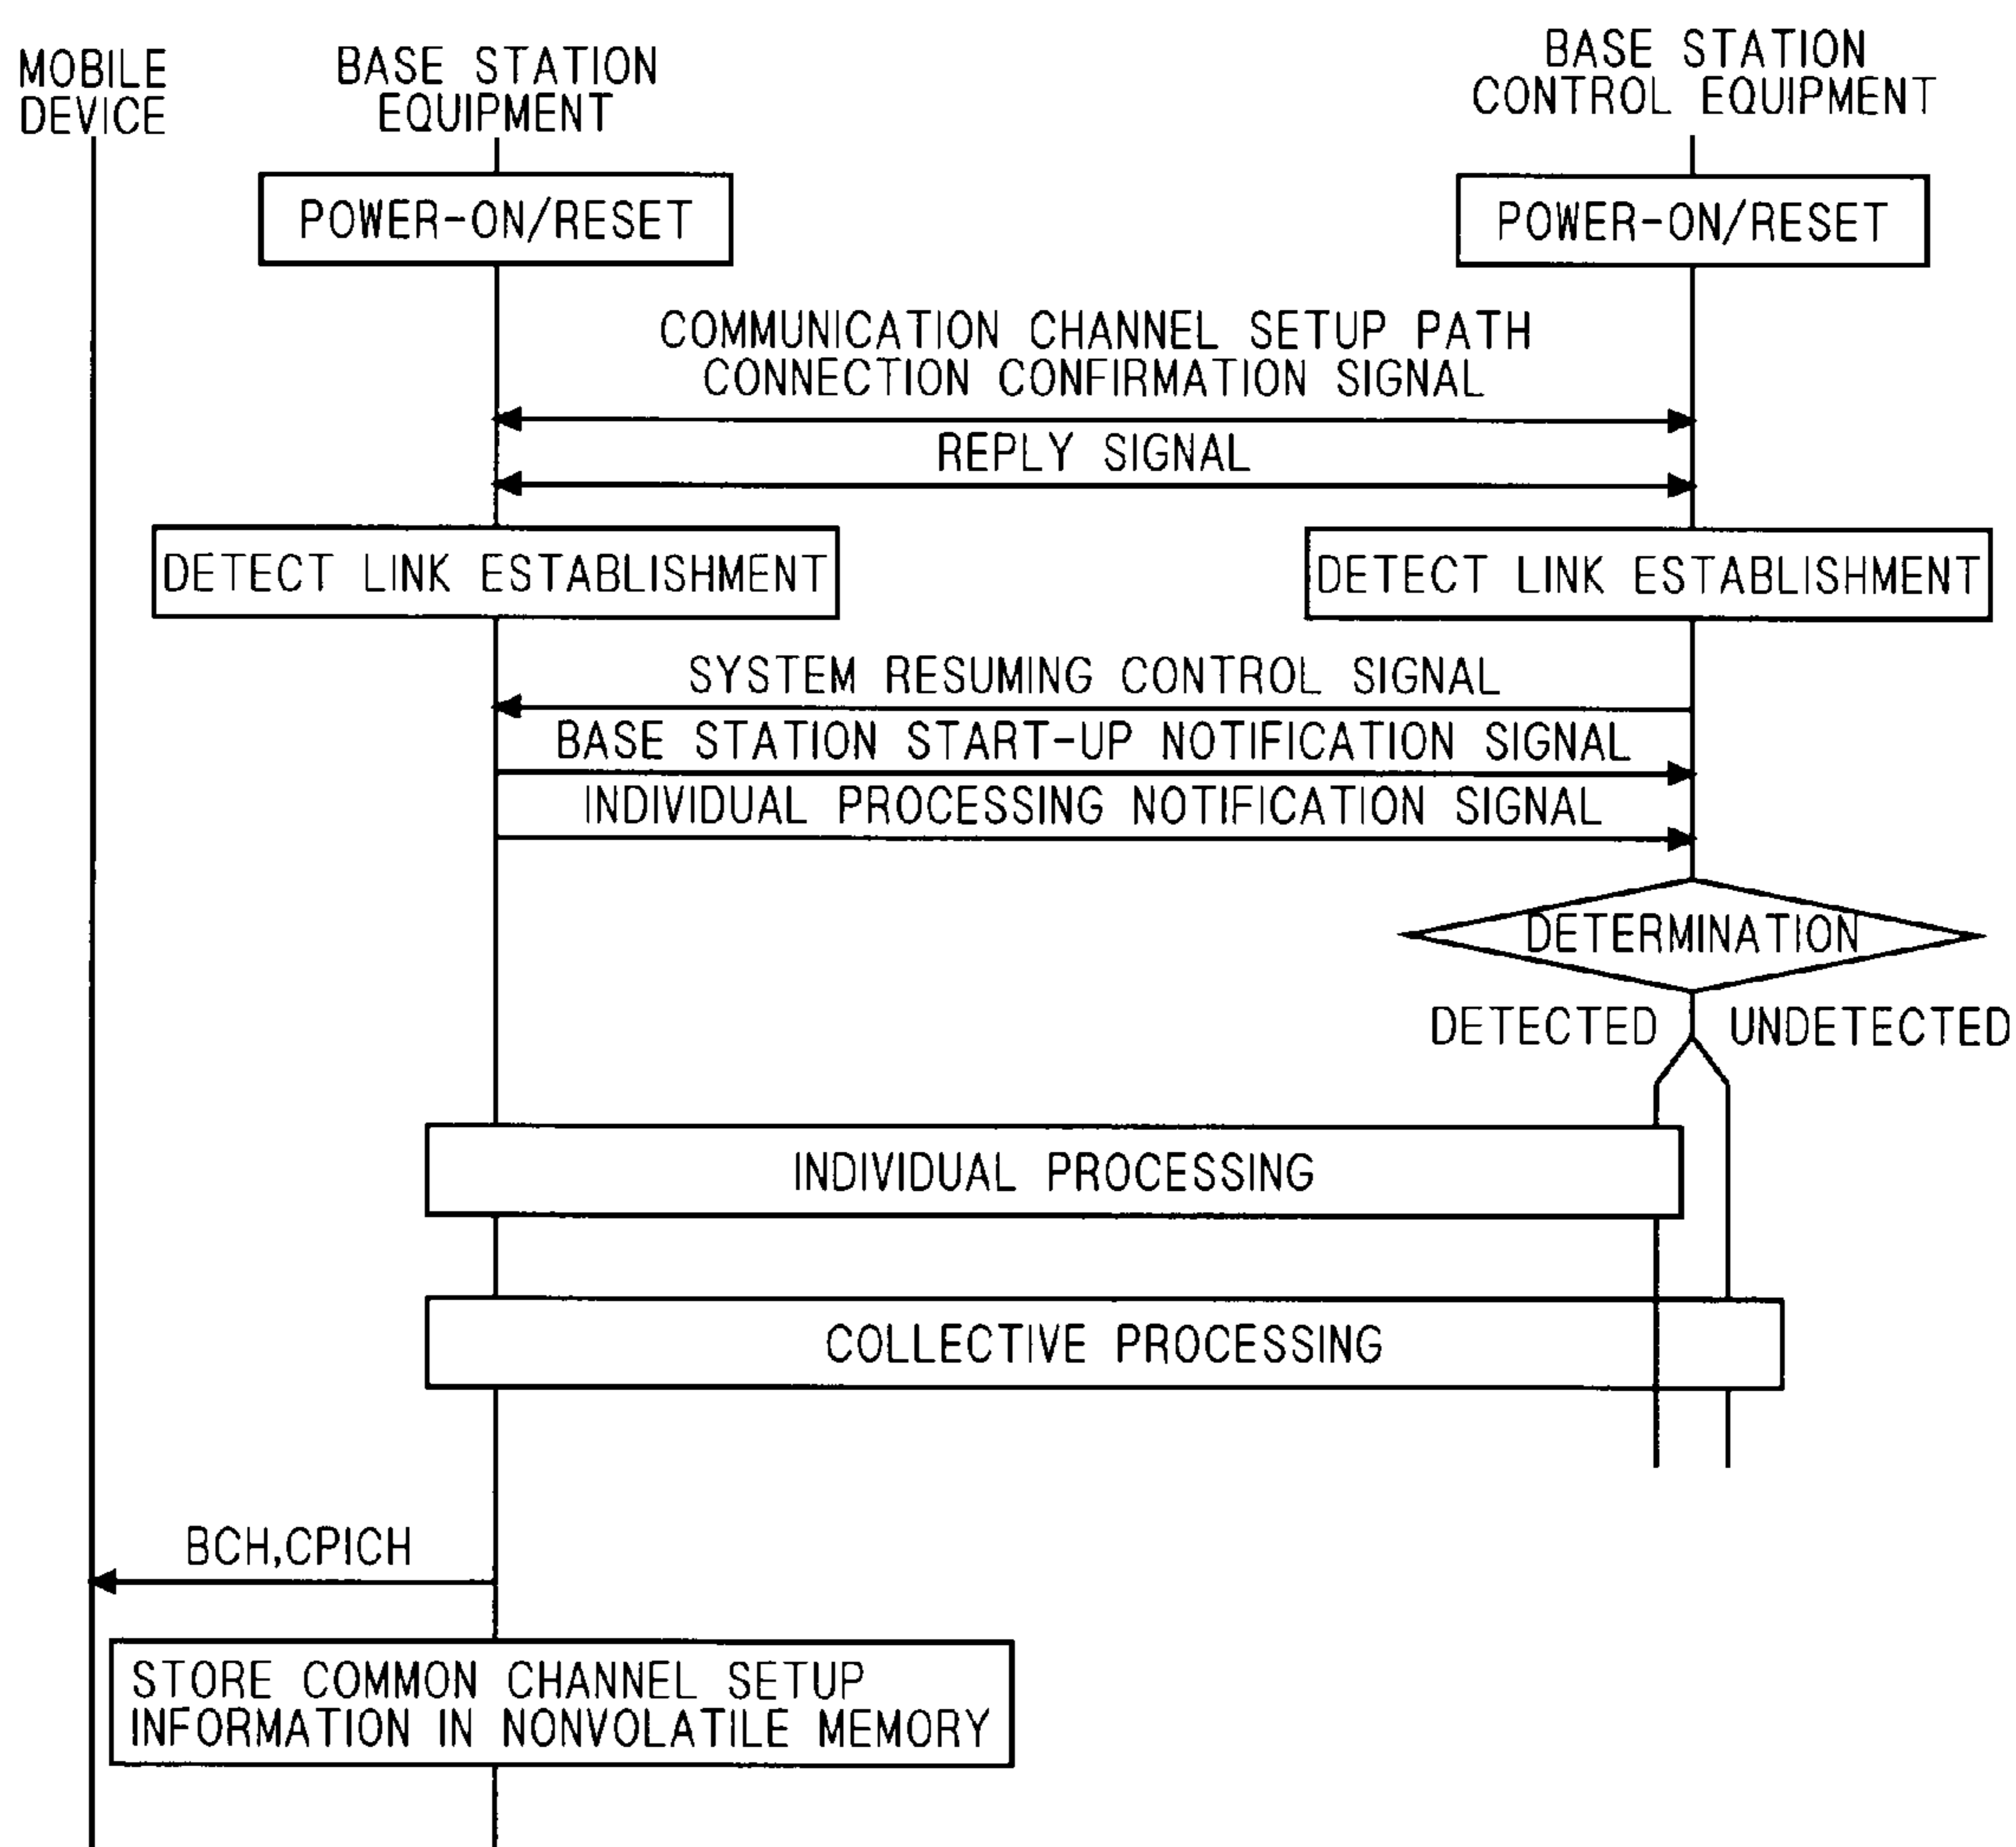 MOBILE
DEVICE
BASE STATION
EQUIPMENT
BASE STATION
CONTROL EQUIPMENT
POWER-ON/RESET
POWER-ON/RESET
COMMUNICATION CHANNEL SETUP PATH
CONNECTION CONFIRMATION SIGNAL
REPLY SIGNAL
DETECT LINK ESTABLISHMENT
DETECT LINK ESTABLISHMENT
SYSTEM RESUMING CONTROL SIGNAL
BASE STATION START-UP NOTIFICATION SIGNAL
INDIVIDUAL PROCESSING NOTIFICATION SIGNAL
DETERMINATION
DETECTED
UNDETECTED
INDIVIDUAL PROCESSING
COLLECTIVE PROCESSING
BCH,CPICH
STORE COMMON CHANNEL SETUP
INFORMATION IN NONVOLATILE MEMORY